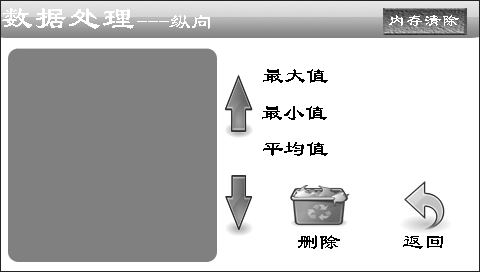 数据处理---纵向
内存清除
最大值
最小值
平均值
删除
返回